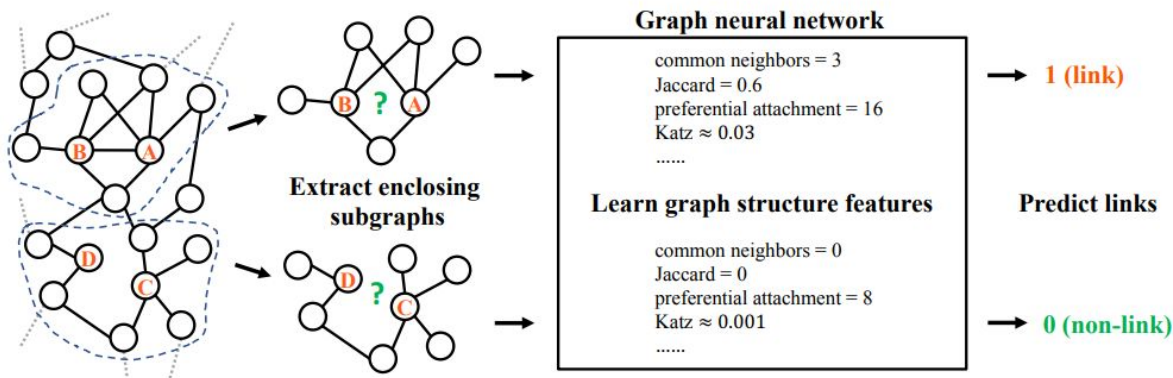 Graph neural network
common neighbors = 3
Jaccard = 0.6
preferential attachment = 16
Katz ≈ 0.03
......
1 (link)
B
?
A
B
A
Extract enclosing
subgraphs
Learn graph structure features
Predict links
D
C
D
?
C
common neighbors = 0
Jaccard = 0
preferential attachment = 8
Katz ≈ 0.001
......
0 (non-link)